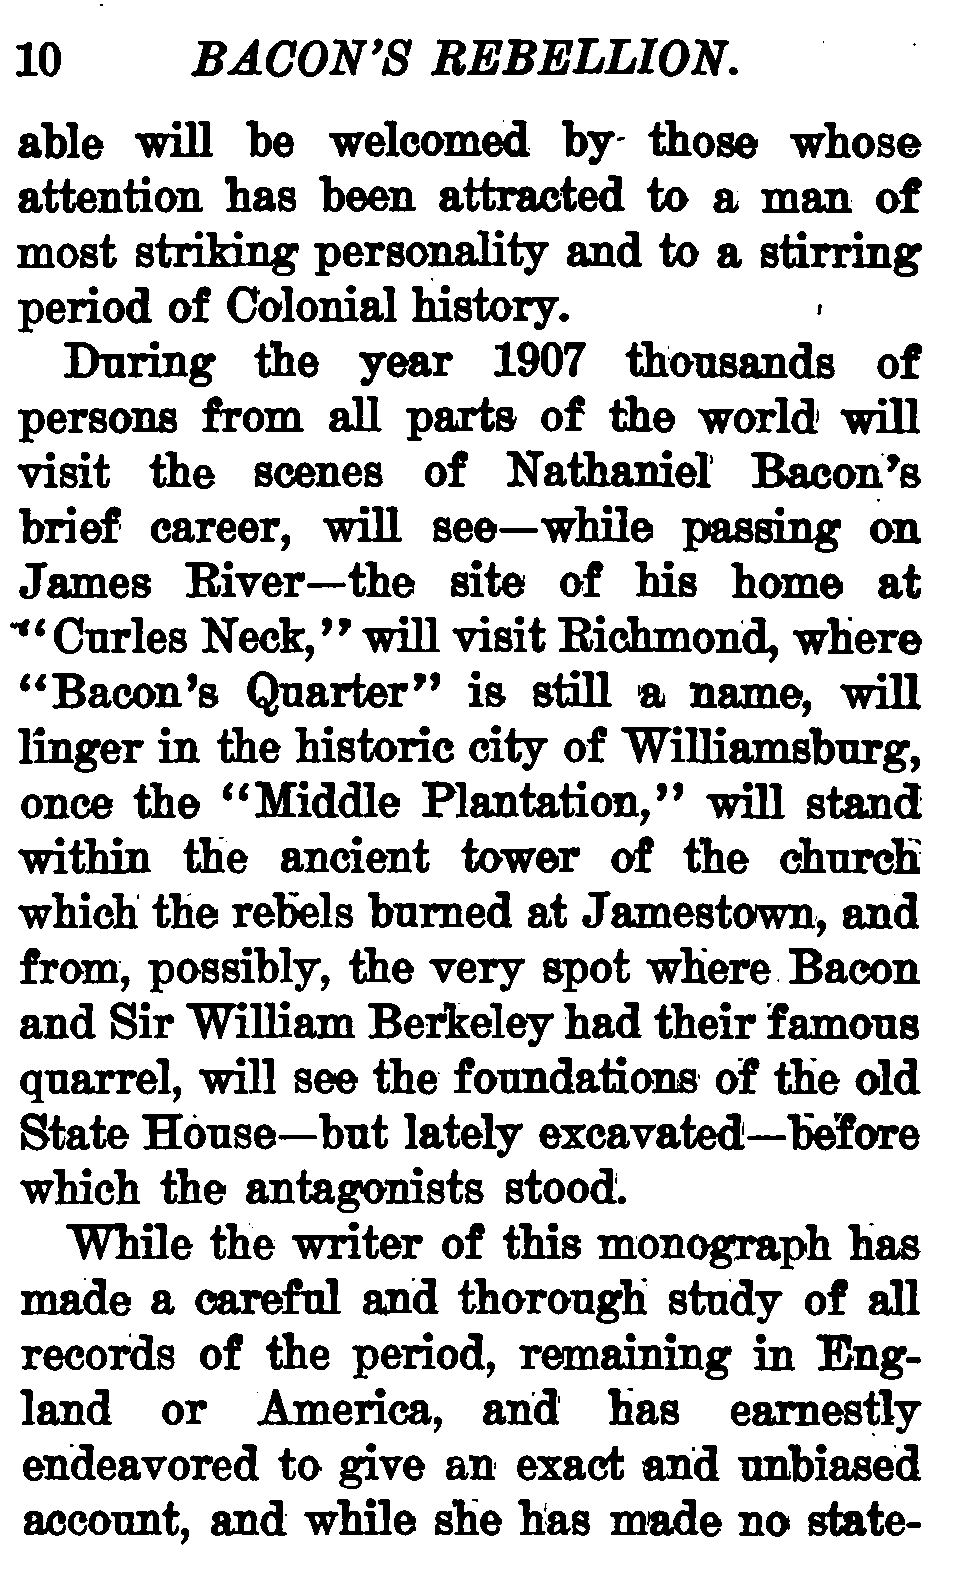 10 BACON'S REBELLION.
able will be welcomed by those whose
attention has been attracted to a man of
most striking personality and to a stirring
period of Colonial history.
During the year 1907 thousands of
persons from all parts of the world will
visit the scenes of Nathaniel Bacon's
brief career, will see—while passing on
James River—the site of his home at
"Curles Neck," will visit Richmond, where
"Bacon's Quarter" is still a name, will
linger in the historic city of Williamsburg,
once the "Middle Plantation," will stand
within the ancient tower of the church
which the rebels burned at Jamestown, and
from, possibly, the very spot where Bacon
and Sir William Berkeley had their famous
quarrel, will see the foundations of the old
State House—but lately excavated—before
which the antagonists stood.
While the writer of this monograph has
made a careful and thorough study of all
records of the period, remaining in Eng-
land or America, and has earnestly
endeavored to give an exact and unbiased
account, and while she has made no state-